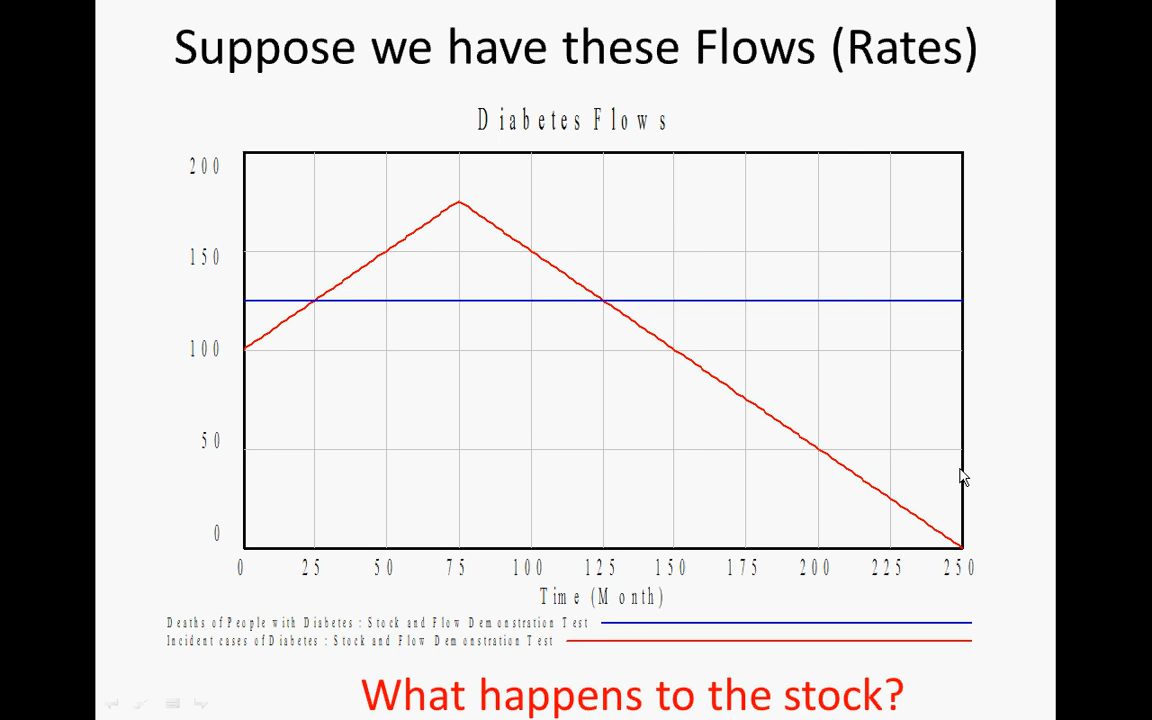 Suppose we have these Flows (Rates)
Diabetes Flows
200
150
100
50
0
0 25 50 75 100 125 150 175 200 225 250
Time (Month)
Deaths of People with Diabetes : Stock and Flow Demonstration Test
Incident cases of Diabetes : Stock and Flow Demonstration Test
What happens to the stock?